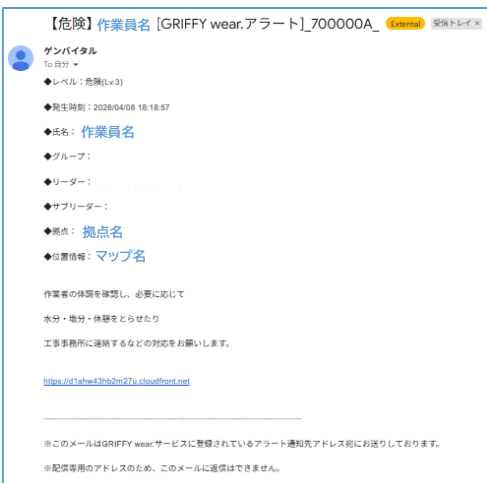 【危険】作業員名 [GRIFFY wear.アラート]_700000A_ External 受信トレイ ×
ゲンバイタル
To 自分
◆レベル：危険(Lv.3)
◆発生時刻：2026/04/08 18:18:57
◆氏名： 作業員名
◆グループ：
◆リーダー：
◆サブリーダー：
◆拠点： 拠点名
◆位置情報：マップ名
作業者の体調を確認し、必要に応じて
水分・塩分・休憩をとらせたり
工事事務所に連絡するなどの対応をお願いします。
https://d1ahw43hb2m27u.cloudfront.net
※このメールはGRIFFY wear.サービスに登録されているアラート通知先アドレス宛にお送りしております。
※配信専用のアドレスのため、このメールに返信はできません。